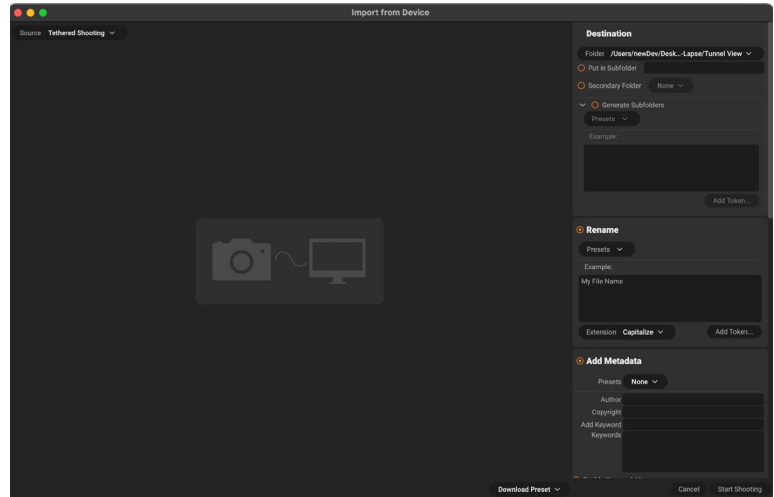 Import from Device
Source Tethered Shooting
Destination
Folder /Users/newDev/Desk...-Lapse/Tunnel View
Put in Subfolder
Secondary Folder None
Generate Subfolders
Presets
Example:
Add Token...
Rename
Presets
Example:
My File Name
Extension Capitalize Add Token...
Add Metadata
Presets None
Author
Copyright
Add Keyword
Keywords
Download Preset Cancel Start Shooting